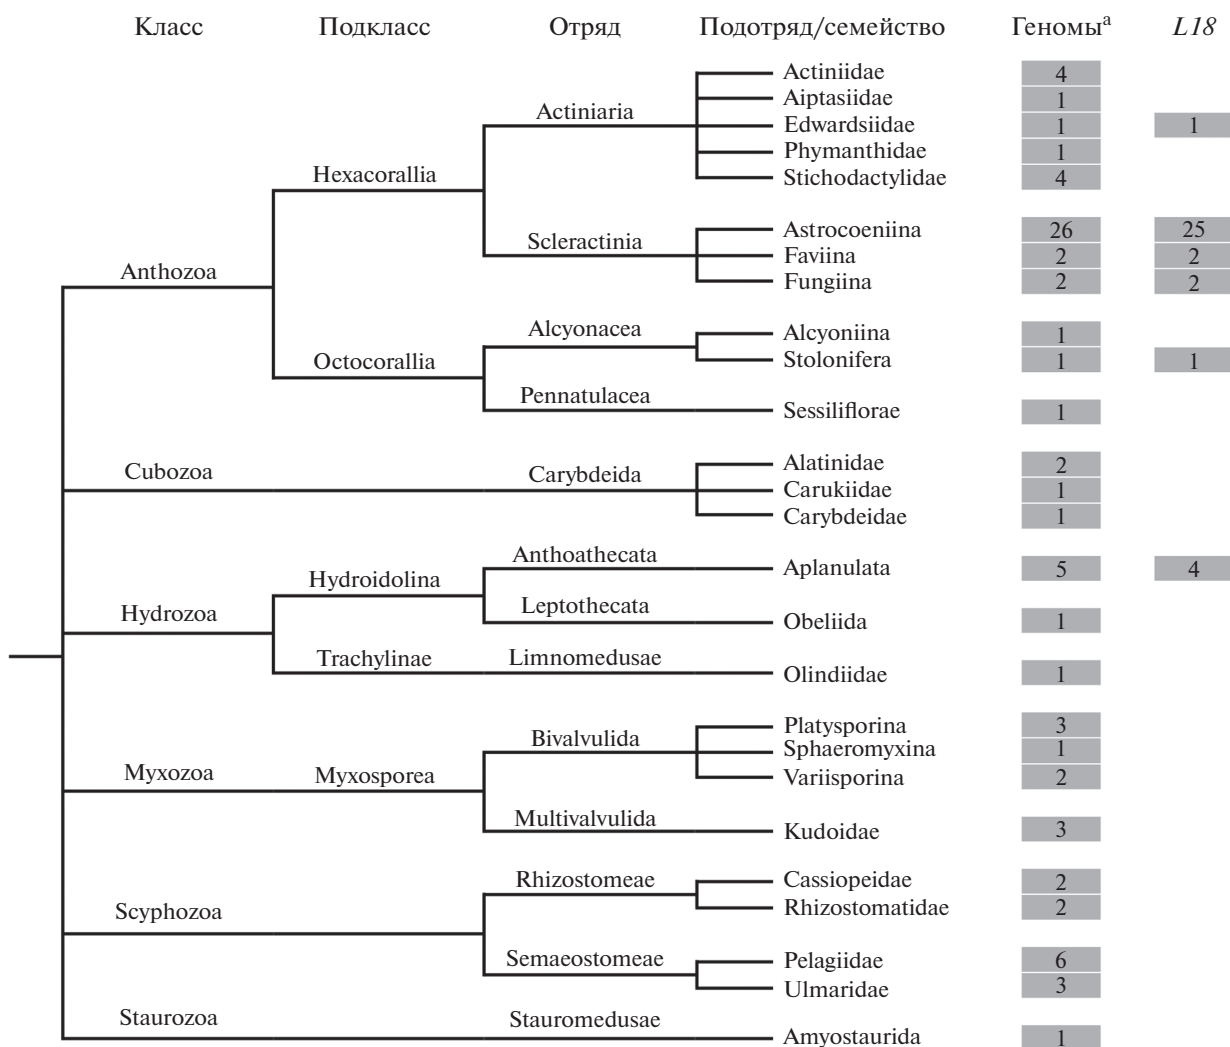 Класс Подкласс Отряд Подотряд/семейство Геномыᵃ L18
Actiniidae 4
Aiptasiidae 1
Actiniaria
Edwardsiidae 1 1
Phymanthidae 1
Hexacorallia
Stichodactylidae 4
Astrocoeniina 26 25
Scleractinia
Faviina 2 2
Anthozoa
Fungiina 2 2
Alcyonacea
Alcyoniina 1
Octocorallia
Stolonifera 1 1
Pennatulacea
Sessiliflorae 1
Alatinidae 2
Cubozoa
Carybdeida
Carukiidae 1
Carybdeidae 1
Anthoathecata
Aplanulata 5 4
Hydroidolina
Leptothecata
Hydrozoa
Obeliida 1
Trachylinae
Limnomedusae
Olindiidae 1
Platysporina 3
Bivalvulida
Sphaeromyxina 1
Myxozoa
Myxosporea
Variisporina 2
Multivalvulida
Kudoidae 3
Rhizostomeae
Cassiopeidae 2
Scyphozoa
Rhizostomatidae 2
Semaeostomeae
Pelagiidae 6
Ulmaridae 3
Staurozoa
Stauromedusae
Amyostaurida 1